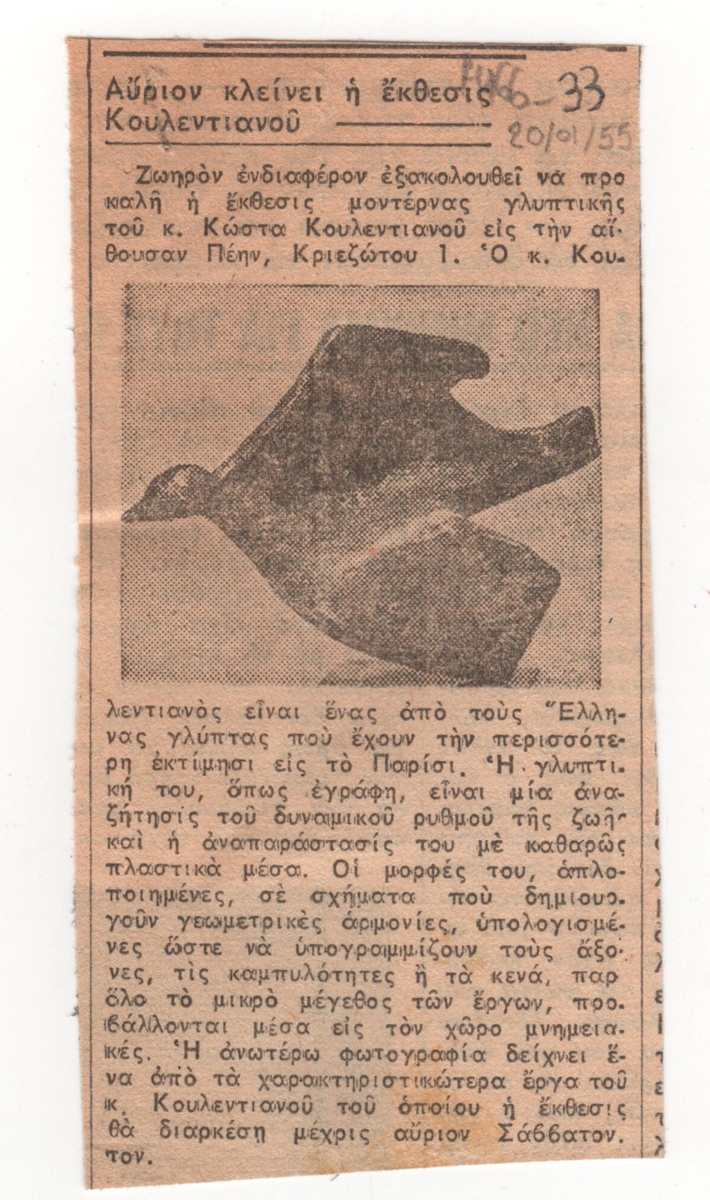 Αὔριον κλείνει ἡ ἔκθεσις
Κουλεντιανοῦ
33
20/01/55
Ζωηρὸν ἐνδιαφέρον ἐξακολουθεῖ νὰ προ
καλῇ ἡ ἔκθεσις μοντέρνας γλυπτικῆς
τοῦ κ. Κώστα Κουλεντιανοῦ εἰς τὴν αἴ-
θουσαν Πέην, Κριεζώτου 1. Ὁ κ. Κου-
λεντιανὸς εἶναι ἕνας ἀπὸ τοὺς Ἕλλη-
νας γλύπτας ποὺ ἔχουν τὴν περισσότε-
ρη ἐκτίμησι εἰς τὸ Παρίσι. Ἡ γλυπτι-
κή του, ὅπως ἐγράφη, εἶναι μία ἀνα-
ζήτησις τοῦ δυναμικοῦ ρυθμοῦ τῆς ζωῆς
καὶ ἡ ἀναπαράστασίς του μὲ καθαρῶς
πλαστικὰ μέσα. Οἱ μορφές του, ἁπλο-
ποιημένες, σὲ σχήματα ποὺ δημιουρ-
γοῦν γεωμετρικὲς ἁρμονίες, ὑπολογισμέ-
νες ὥστε νὰ ὑπογραμμίζουν τοὺς ἄξο-
νες, τὶς καμπυλότητες ἢ τὰ κενά, παρ
ὅλο τὸ μικρὸ μέγεθος τῶν ἔργων, προ-
βάλλονται μέσα εἰς τὸν χῶρο μνημεια-
κές. Ἡ ἀνωτέρω φωτογραφία δείχνει ἕ-
να ἀπὸ τὰ χαρακτηριστικώτερα ἔργα τοῦ
κ. Κουλεντιανοῦ τοῦ ὁποίου ἡ ἔκθεσις
θὰ διαρκέσῃ μέχρις αὔριον Σάββατον.
τον.